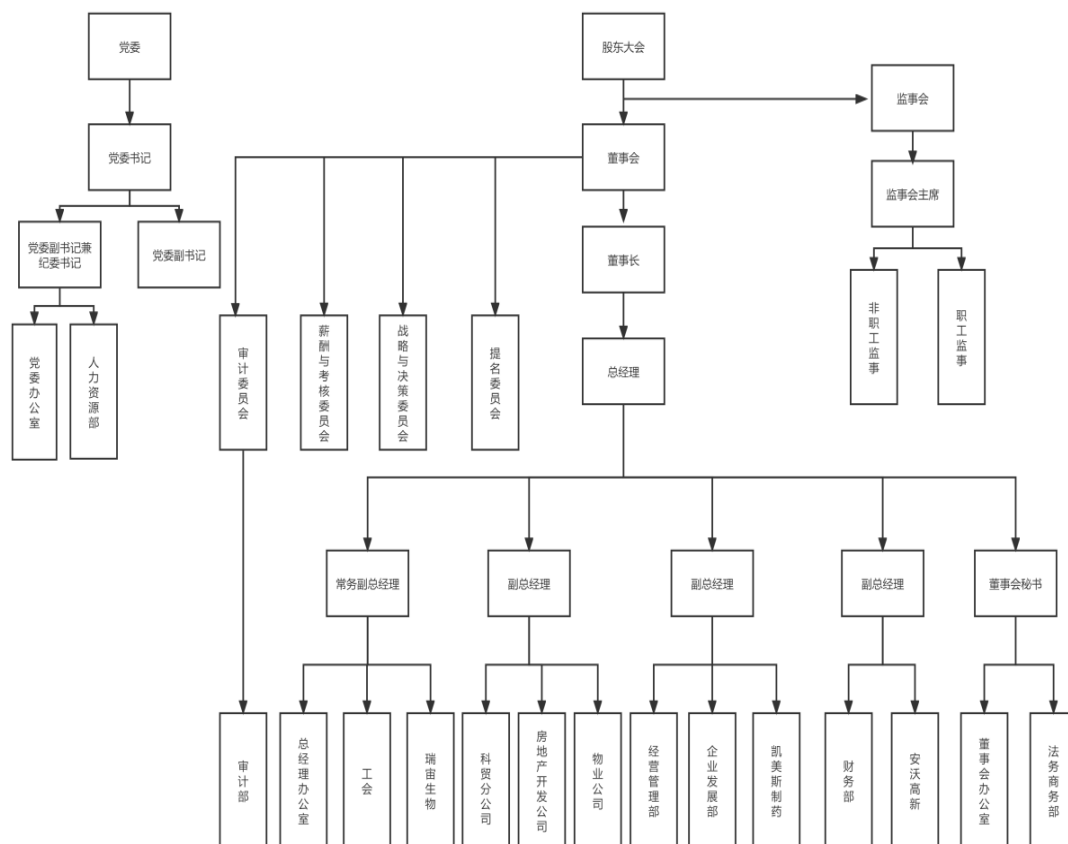 党委
股东大会
监事会
党委书记
董事会
监事会主席
党委副书记兼
纪委书记
党委副书记
董事长
非职工监事
职工监事
党委办公室
人力资源部
审计委员会
薪酬与考核委员会
战略与决策委员会
提名委员会
总经理
常务副总经理
副总经理
副总经理
副总经理
董事会秘书
审计部
总经理办公室
工会
瑞宙生物
科贸分公司
房地产开发公司
物业公司
经营管理部
企业发展部
凯美斯制药
财务部
安沃高新
董事会办公室
法务商务部